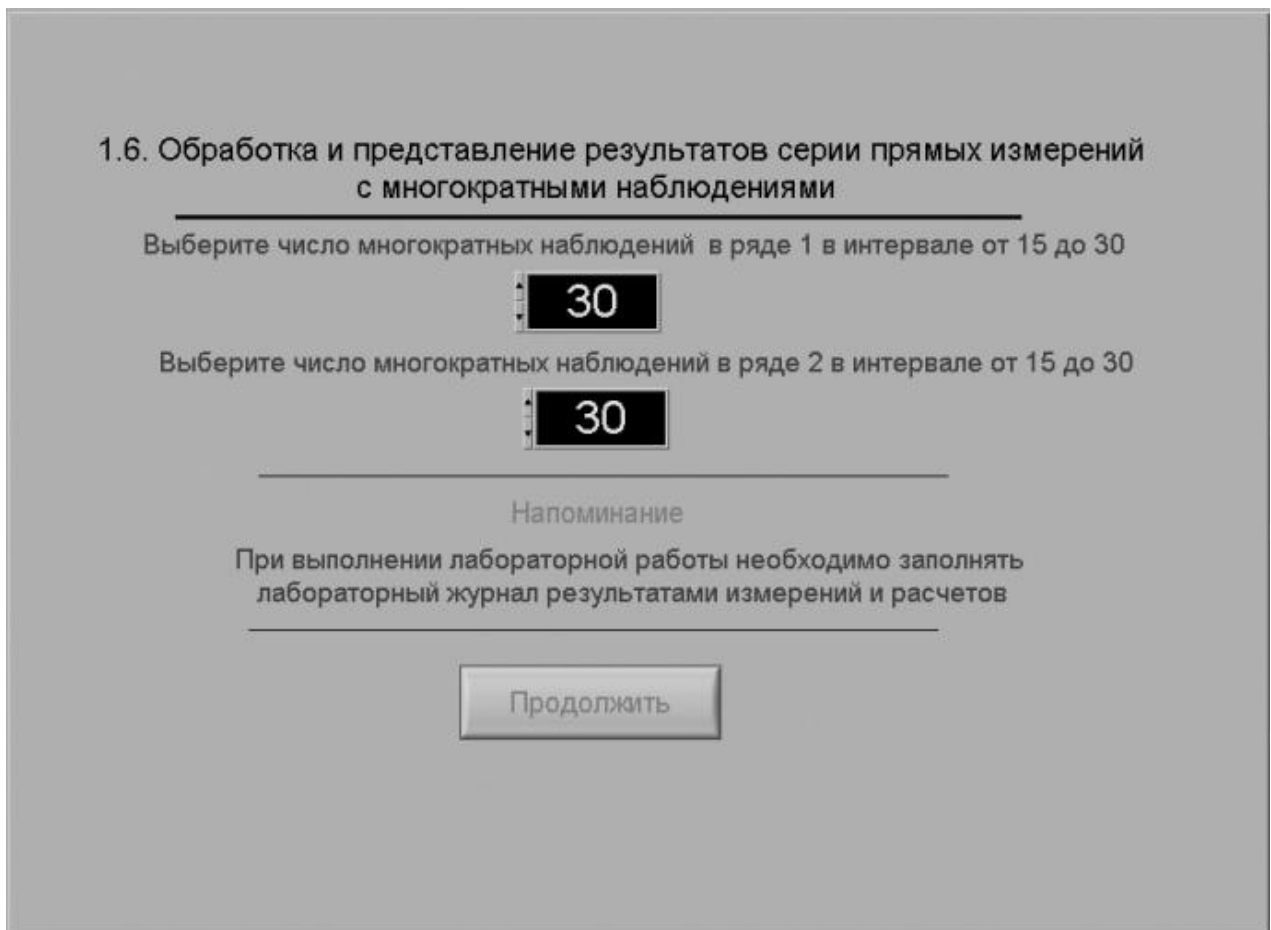 1.6. Обработка и представление результатов серии прямых измерений
с многократными наблюдениями
Выберите число многократных наблюдений в ряде 1 в интервале от 15 до 30
30
Выберите число многократных наблюдений в ряде 2 в интервале от 15 до 30
30
Напоминание
При выполнении лабораторной работы необходимо заполнять
лабораторный журнал результатами измерений и расчетов
Продолжить